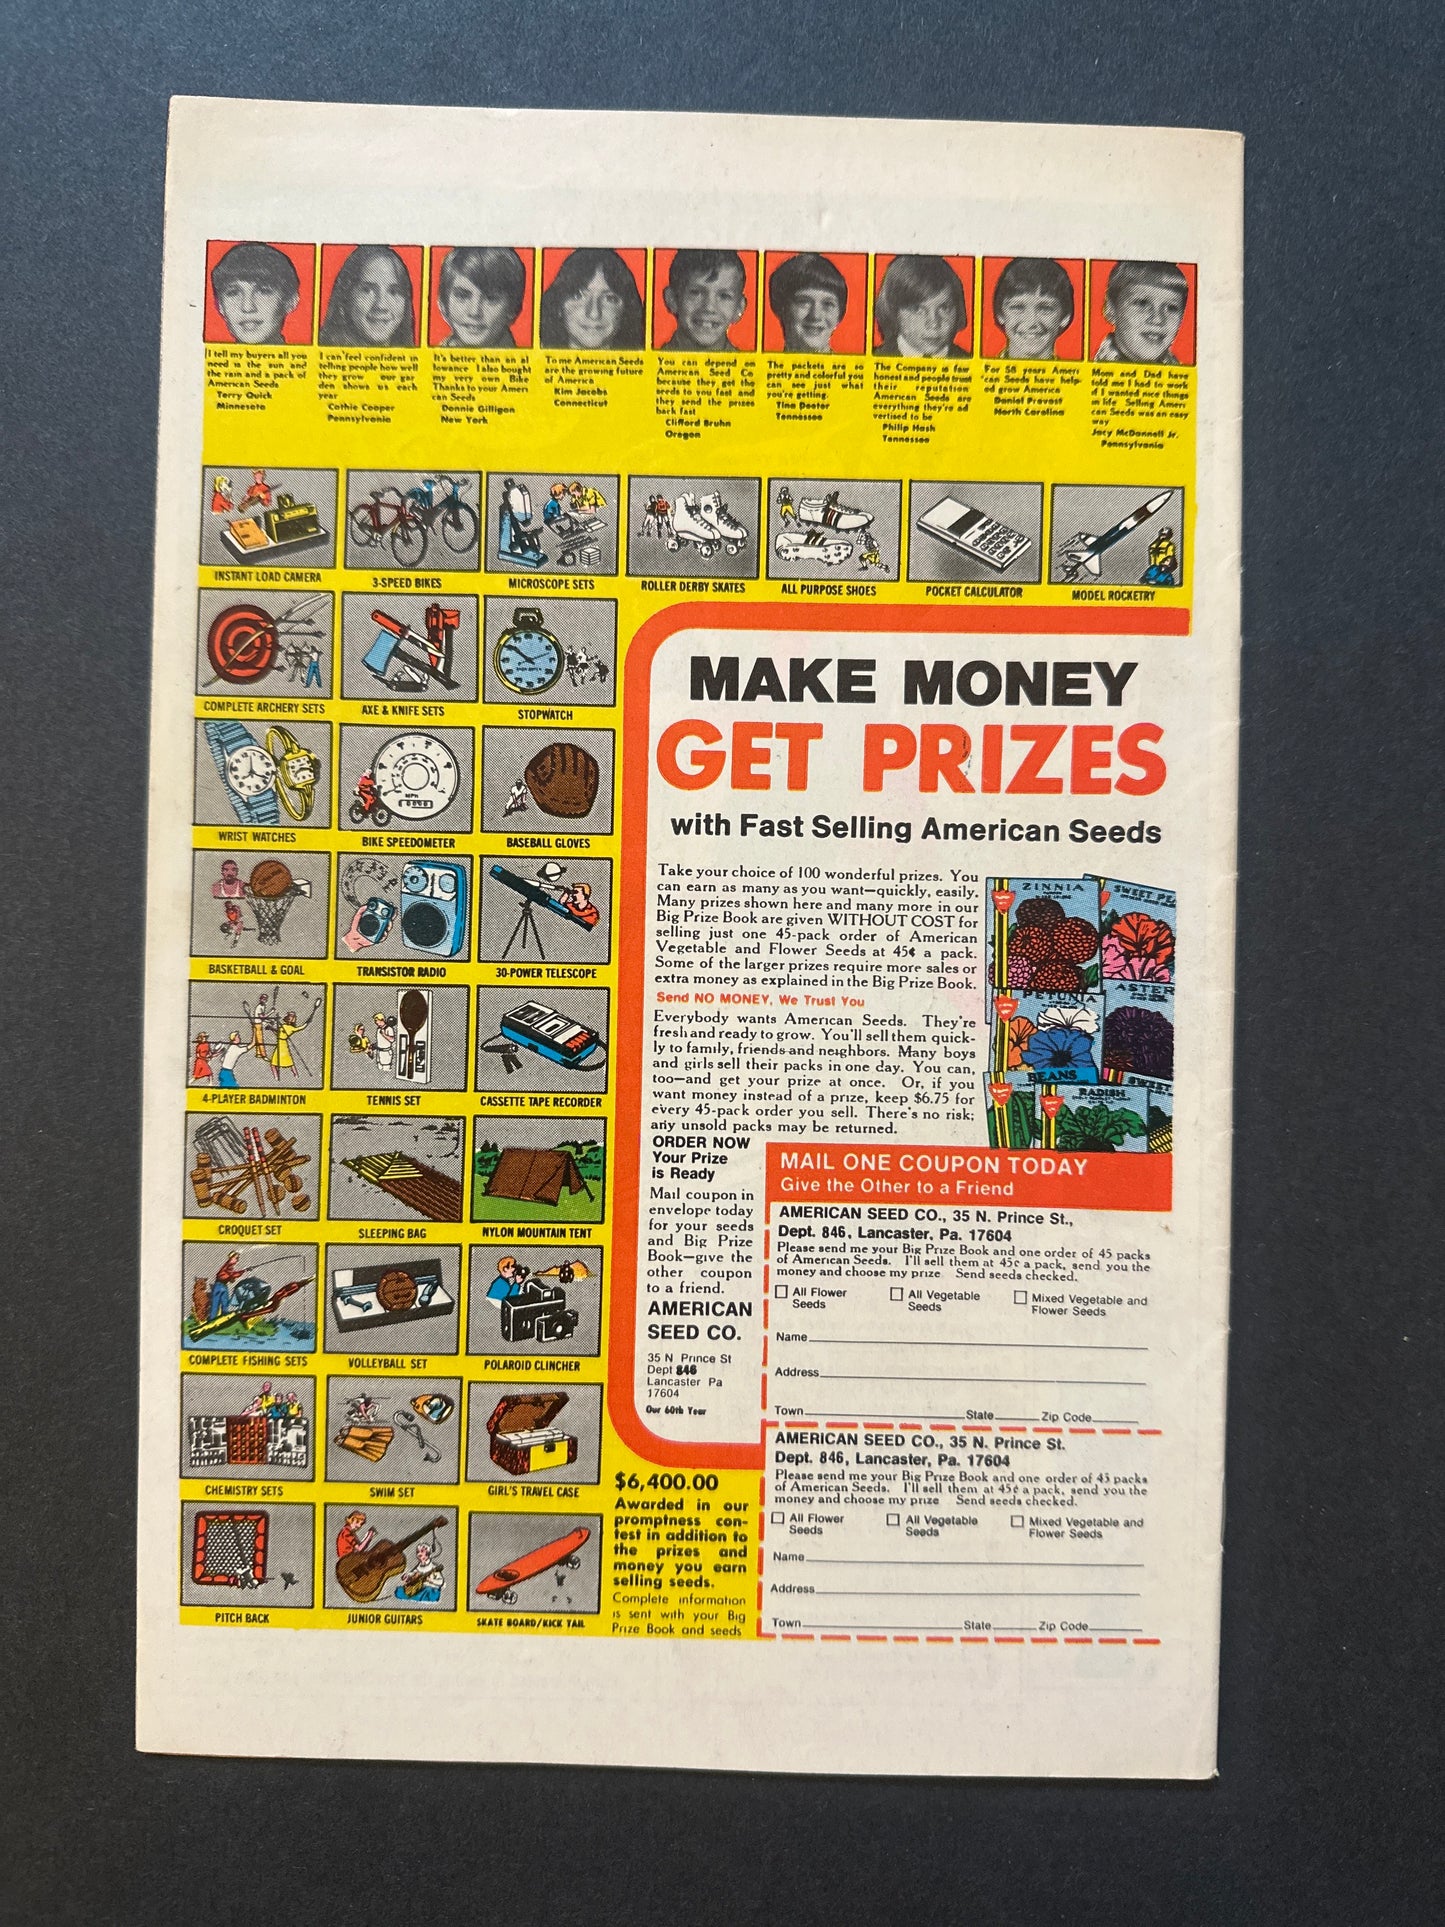 I tell my buyers all you
need is the sun and
the rain and a pack of
American Seeds
Terry Quick
Minnesota
I can feel confident in
telling people how well
they grow our gar
den shows us each
year
Cathie Cooper
Pennsylvania
It's better than an al
lowance I also bought
my very own Bike
Thanks to your Ameri
can Seeds
Donnie Gilligan
New York
To me American Seeds
are the growing future
of America
Kim Jacobs
Connecticut
You can depend on
American Seed Co
because they get the
seeds to you fast and
they send the prizes
back fast
Clifford Bruhn
Oregon
The packets are so
pretty and colorful you
can see just what
you're getting.
Tina Deeter
Tennessee
The Company is fair
honest and people trust
their reputation
American Seeds are
everything they're ad
vertised to be
Philip Hash
Tennessee
For 58 years Ameri
can Seeds have help-
ed grow America
Daniel Provost
North Carolina
Mom and Dad have
told me I had to work
if I wanted nice things
in life Selling Ameri
can Seeds was an easy
way
Jacy McDannell Jr.
Pennsylvania
INSTANT LOAD CAMERA
3-SPEED BIKES
MICROSCOPE SETS
ROLLER DERBY SKATES
ALL PURPOSE SHOES
POCKET CALCULATOR
MODEL ROCKETRY
COMPLETE ARCHERY SETS
AXE & KNIFE SETS
STOPWATCH
WRIST WATCHES
MPH
BIKE SPEEDOMETER
BASEBALL GLOVES
BASKETBALL & GOAL
TRANSISTOR RADIO
30-POWER TELESCOPE
4-PLAYER BADMINTON
TENNIS SET
CASSETTE TAPE RECORDER
CROQUET SET
SLEEPING BAG
NYLON MOUNTAIN TENT
COMPLETE FISHING SETS
VOLLEYBALL SET
POLAROID CLINCHER
CHEMISTRY SETS
SWIM SET
GIRL'S TRAVEL CASE
PITCH BACK
JUNIOR GUITARS
SKATE BOARD/KICK TAIL
MAKE MONEY
GET PRIZES
with Fast Selling American Seeds
Take your choice of 100 wonderful prizes. You
can earn as many as you want—quickly, easily.
Many prizes shown here and many more in our
Big Prize Book are given WITHOUT COST for
selling just one 45-pack order of American
Vegetable and Flower Seeds at 45¢ a pack.
Some of the larger prizes require more sales or
extra money as explained in the Big Prize Book.
Send NO MONEY, We Trust You
Everybody wants American Seeds. They're
fresh and ready to grow. You'll sell them quick-
ly to family, friends and neighbors. Many boys
and girls sell their packs in one day. You can,
too—and get your prize at once. Or, if you
want money instead of a prize, keep $6.75 for
every 45-pack order you sell. There's no risk;
any unsold packs may be returned.
ZINNIA
SWEET PE
ASTER
PETUNIA
BEANS
RADISH
SWEET
ORDER NOW
Your Prize
is Ready
Mail coupon in
envelope today
for your seeds
and Big Prize
Book—give the
other coupon
to a friend.
AMERICAN
SEED CO.
35 N Prince St
Dept 846
Lancaster Pa
17604
Our 60th Year
MAIL ONE COUPON TODAY
Give the Other to a Friend
AMERICAN SEED CO., 35 N. Prince St.,
Dept. 846, Lancaster, Pa. 17604
Please send me your Big Prize Book and one order of 45 packs
of American Seeds. I'll sell them at 45¢ a pack, send you the
money and choose my prize Send seeds checked.
All Flower Seeds
All Vegetable Seeds
Mixed Vegetable and Flower Seeds
Name
Address
Town State Zip Code
AMERICAN SEED CO., 35 N. Prince St.
Dept. 846, Lancaster, Pa. 17604
Please send me your Big Prize Book and one order of 45 packs
of American Seeds. I'll sell them at 45¢ a pack, send you the
money and choose my prize Send seeds checked.
All Flower Seeds
All Vegetable Seeds
Mixed Vegetable and Flower Seeds
Name
Address
Town State Zip Code
$6,400.00
Awarded in our
promptness con-
test in addition to
the prizes and
money you earn
selling seeds.
Complete information
is sent with your Big
Prize Book and seeds